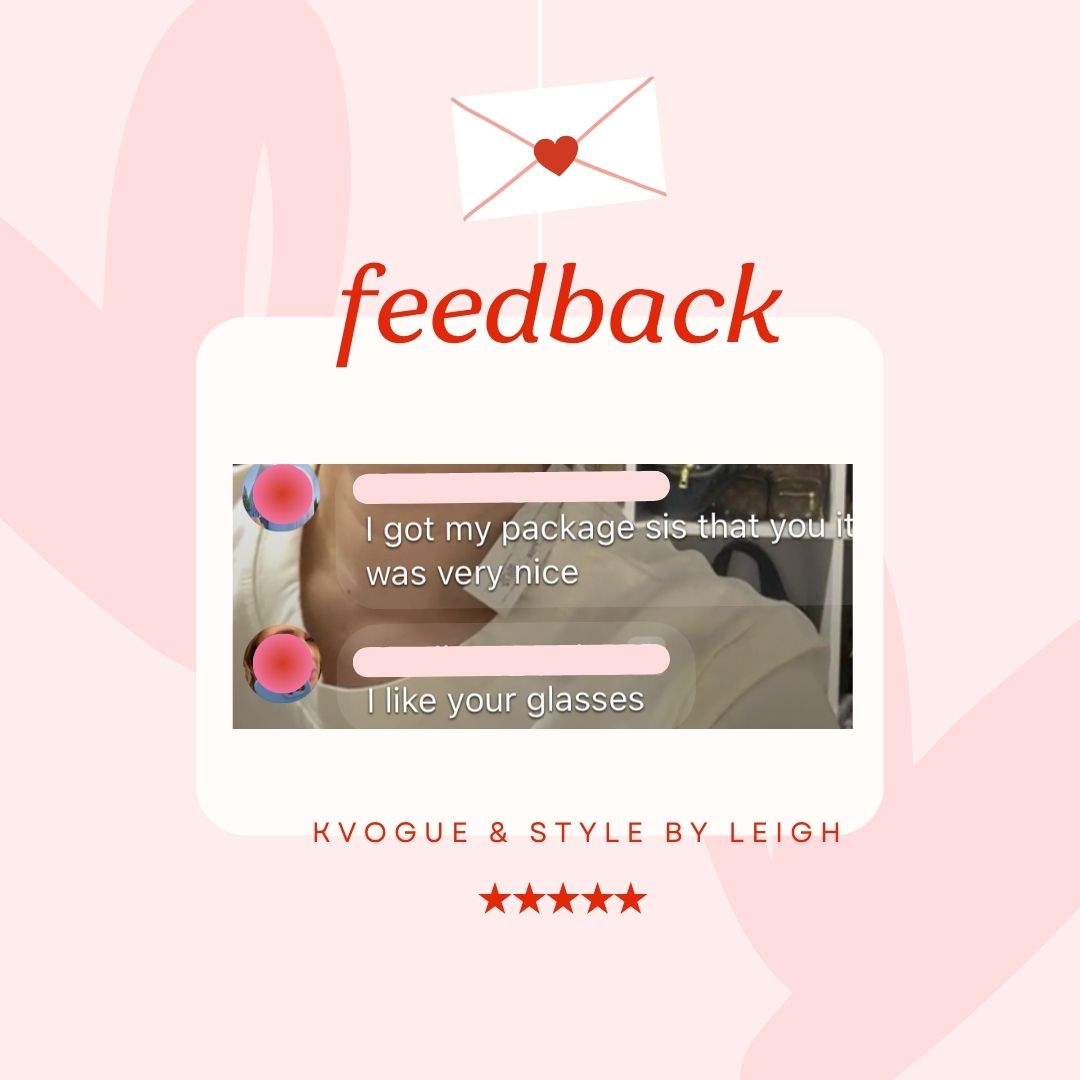 feedback
I got my package sis that you it
was very nice
I like your glasses
KVOGUE & STYLE BY LEIGH